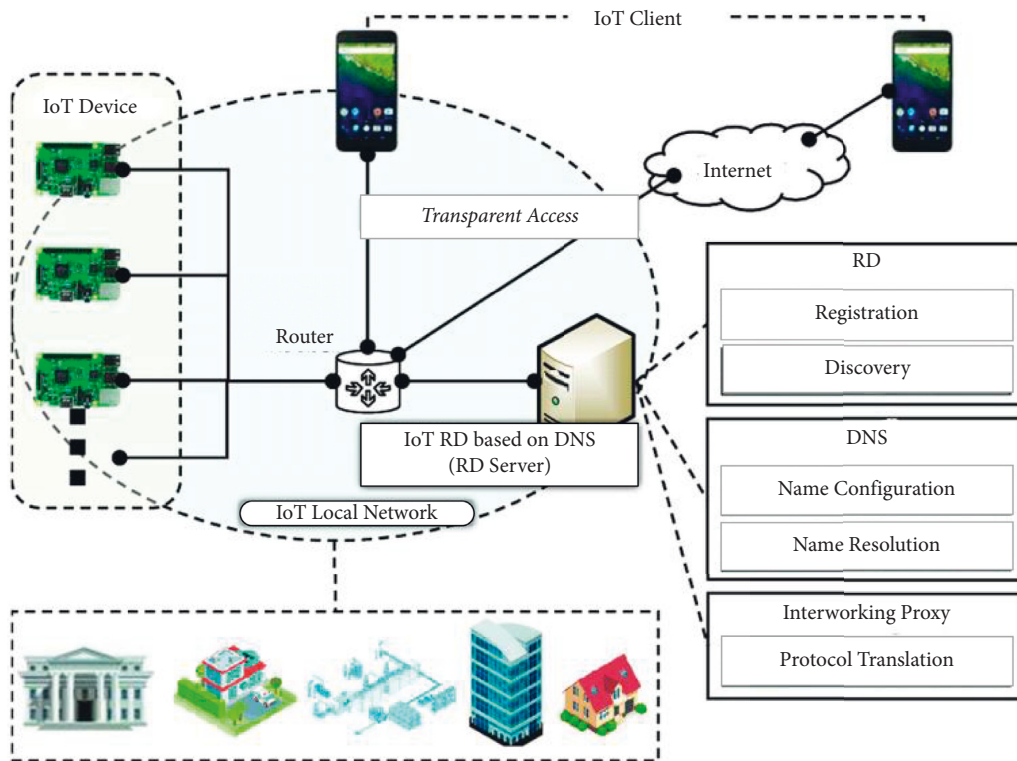 IoT Client
IoT Device
Internet
Transparent Access
RD
Registration
Discovery
Router
DNS
Name Configuration
Name Resolution
IoT RD based on DNS
(RD Server)
IoT Local Network
Interworking Proxy
Protocol Translation